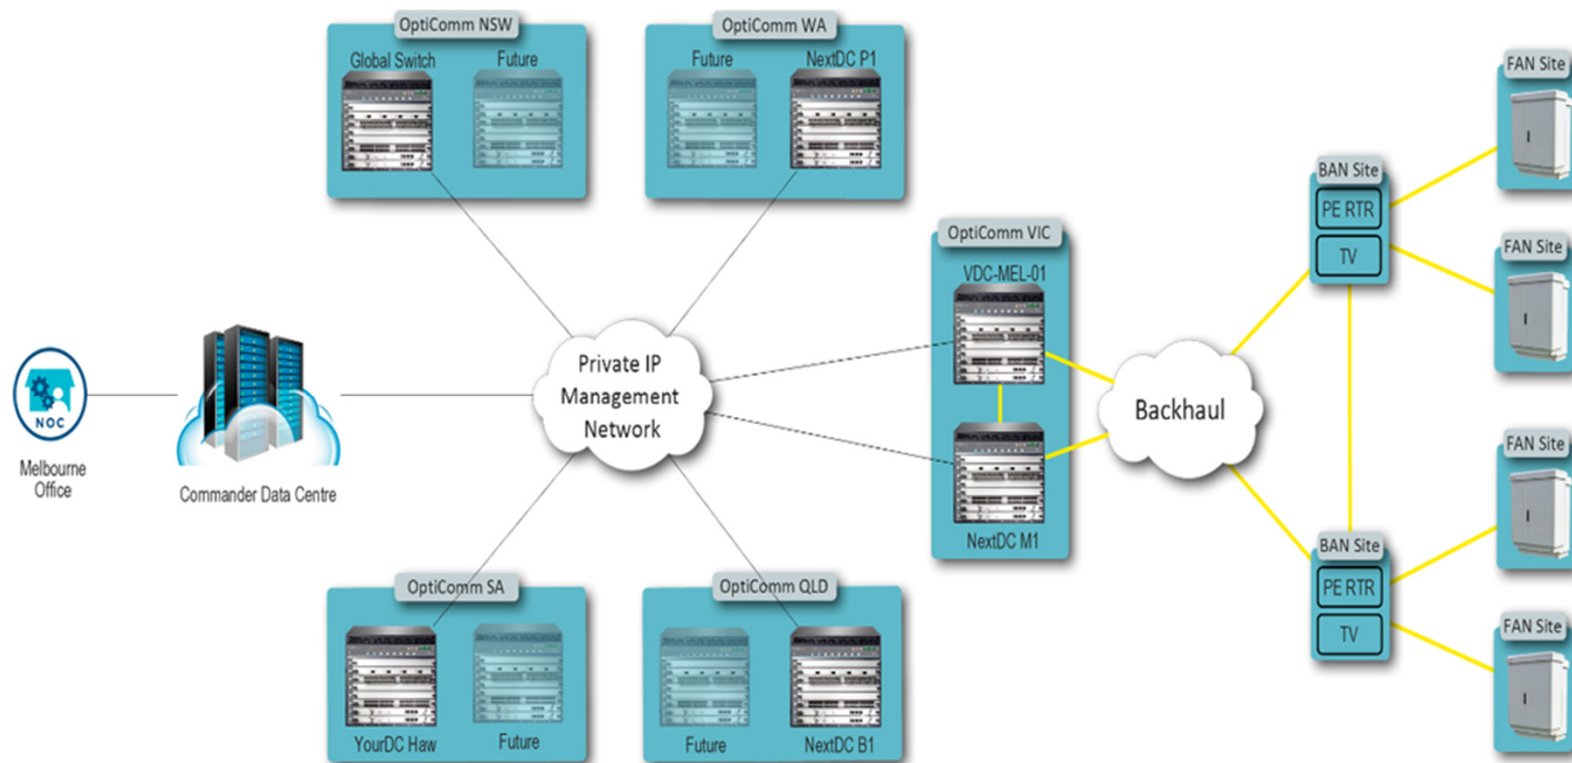 OptiComm NSW
Global Switch
Future
OptiComm WA
Future
NextDC P1
FAN Site
BAN Site
PE RTR
TV
OptiComm VIC
VDC-MEL-01
FAN Site
Private IP
Management
Network
Backhaul
NOC
Melbourne
Office
Commander Data Centre
NextDC M1
FAN Site
BAN Site
PE RTR
TV
FAN Site
OptiComm SA
YourDC Haw
Future
OptiComm QLD
Future
NextDC B1